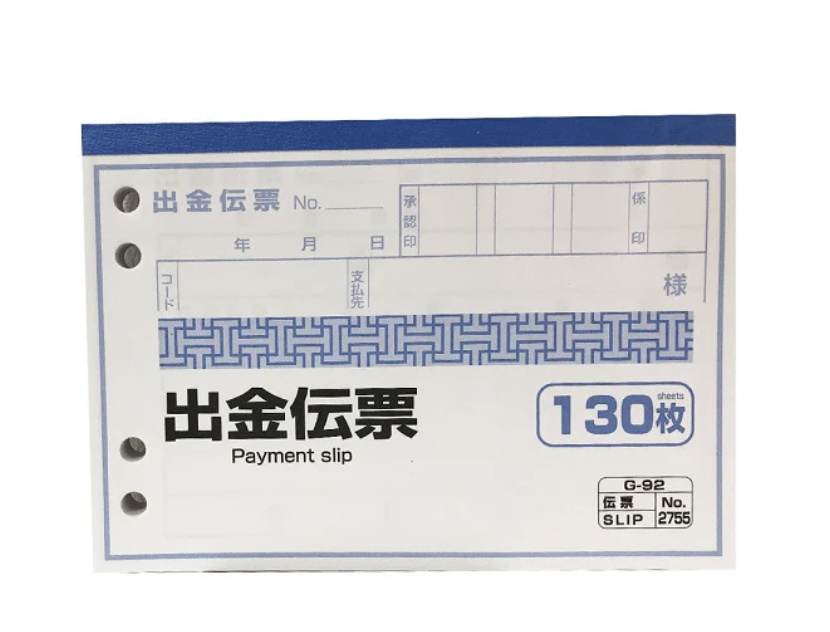 出金伝票 No.
承認印
係印
年 月 日
コード
支払先
様
出金伝票
Payment slip
130枚
sheets
G-92
伝票 No.
SLIP 2755